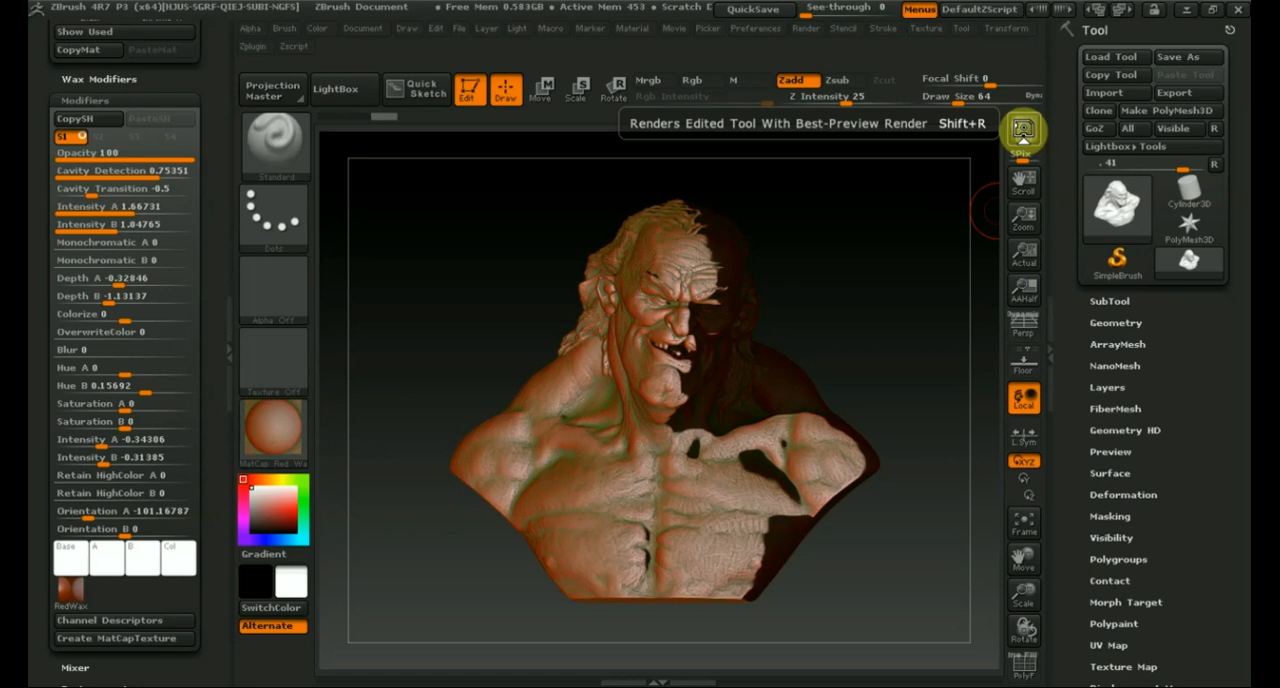 ZBrush 4R7 P3 (x64)[HJUS-SGRF-QIEJ-SUBI-NGFS] ZBrush Document • Free Mem 0.583GB • Active Mem 453 • Scratch D QuickSave See-through 0 Menus DefaultZScript
Alpha Brush Color Document Draw Edit File Layer Light Macro Marker Material Movie Picker Preferences Render Stencil Stroke Texture Tool Transform
Zplugin Zscript
Show Used
CopyMat PasteMat
Wax Modifiers
Modifiers
CopySH PasteSH
S1 S2 S3 S4
Opacity 100
Cavity Detection 0.75351
Cavity Transition -0.5
Intensity A 1.66731
Intensity B 1.04765
Monochromatic A 0
Monochromatic B 0
Depth A -0.32846
Depth B -1.13137
Colorize 0
OverwriteColor 0
Blur 0
Hue A 0
Hue B 0.15692
Saturation A 0
Saturation B 0
Intensity A -0.34306
Intensity B -0.31385
Retain HighColor A 0
Retain HighColor B 0
Orientation A -101.16787
Orientation B 0
Base A B Col
RedWax
Channel Descriptors
Create MatCapTexture
Mixer
Projection
Master
LightBox
Quick
Sketch
Edit Draw Move Scale Rotate
Mrgb Rgb M
Rgb Intensity
Zadd Zsub Zcut
Z Intensity 25
Focal Shift 0
Draw Size 64 Dyna
Renders Edited Tool With Best-Preview Render Shift+R
Standard
Dots
Alpha Off
Texture Off
MatCap Red Wa
Gradient
SwitchColor
Alternate
SPix
Scroll
Zoom
Actual
AAHalf
Dynamic
Persp
Floor
Local
L.Sym
XYZ
Frame
Move
Scale
Rotate
PolyF
Tool
Load Tool Save As
Copy Tool Paste Tool
Import Export
Clone Make PolyMesh3D
GoZ All Visible R
Lightbox▸Tools
. 41 R
Cylinder3D
PolyMesh3D
SimpleBrush
SubTool
Geometry
ArrayMesh
NanoMesh
Layers
FiberMesh
Geometry HD
Preview
Surface
Deformation
Masking
Visibility
Polygroups
Contact
Morph Target
Polypaint
UV Map
Texture Map